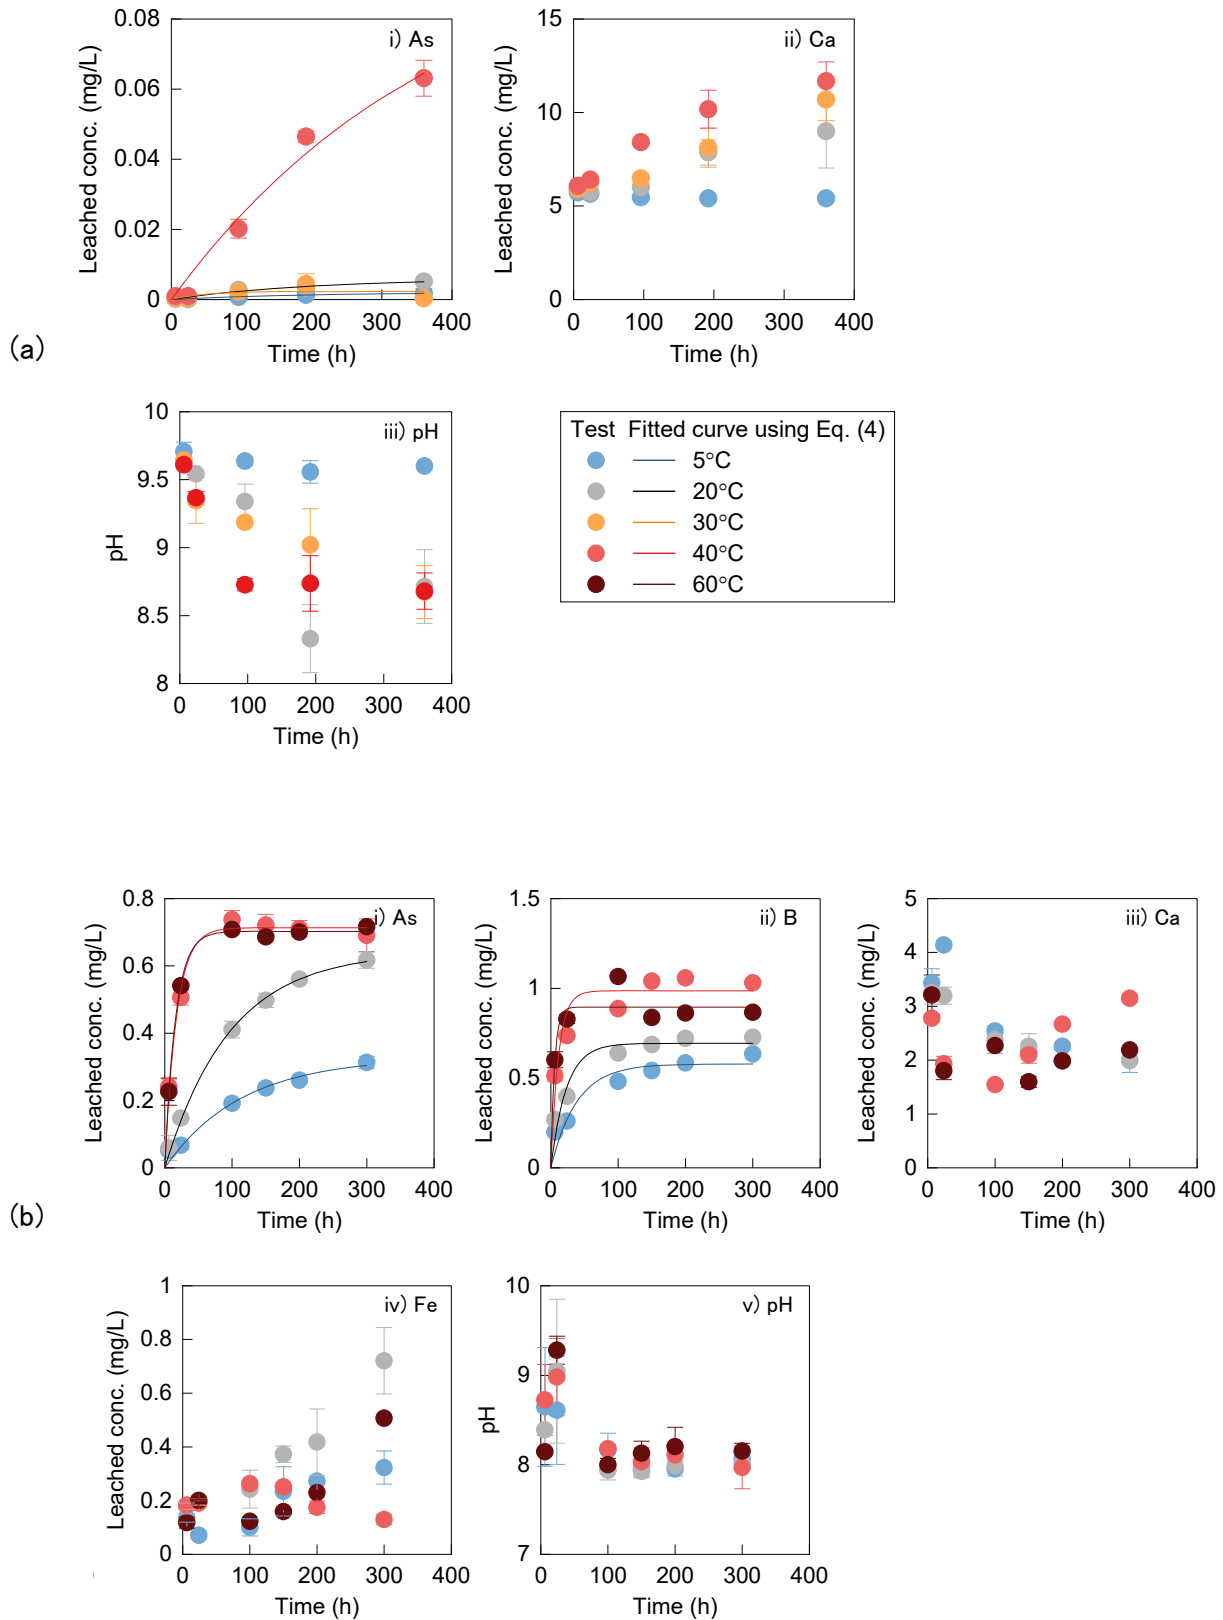 i) As
Leached conc. (mg/L)
0.08
0.06
0.04
0.02
0
0 100 200 300 400
Time (h)
ii) Ca
Leached conc. (mg/L)
15
10
5
0
0 100 200 300 400
Time (h)
(a)
iii) pH
pH
10
9.5
9
8.5
8
0 100 200 300 400
Time (h)
Test Fitted curve using Eq. (4)
5°C
20°C
30°C
40°C
60°C
i) As
Leached conc. (mg/L)
0.8
0.6
0.4
0.2
0
0 100 200 300 400
Time (h)
ii) B
Leached conc. (mg/L)
1.5
1
0.5
0
0 100 200 300 400
Time (h)
iii) Ca
Leached conc. (mg/L)
5
4
3
2
1
0
0 100 200 300 400
Time (h)
(b)
iv) Fe
Leached conc. (mg/L)
1
0.8
0.6
0.4
0.2
0
0 100 200 300 400
Time (h)
v) pH
pH
10
9
8
7
0 100 200 300 400
Time (h)